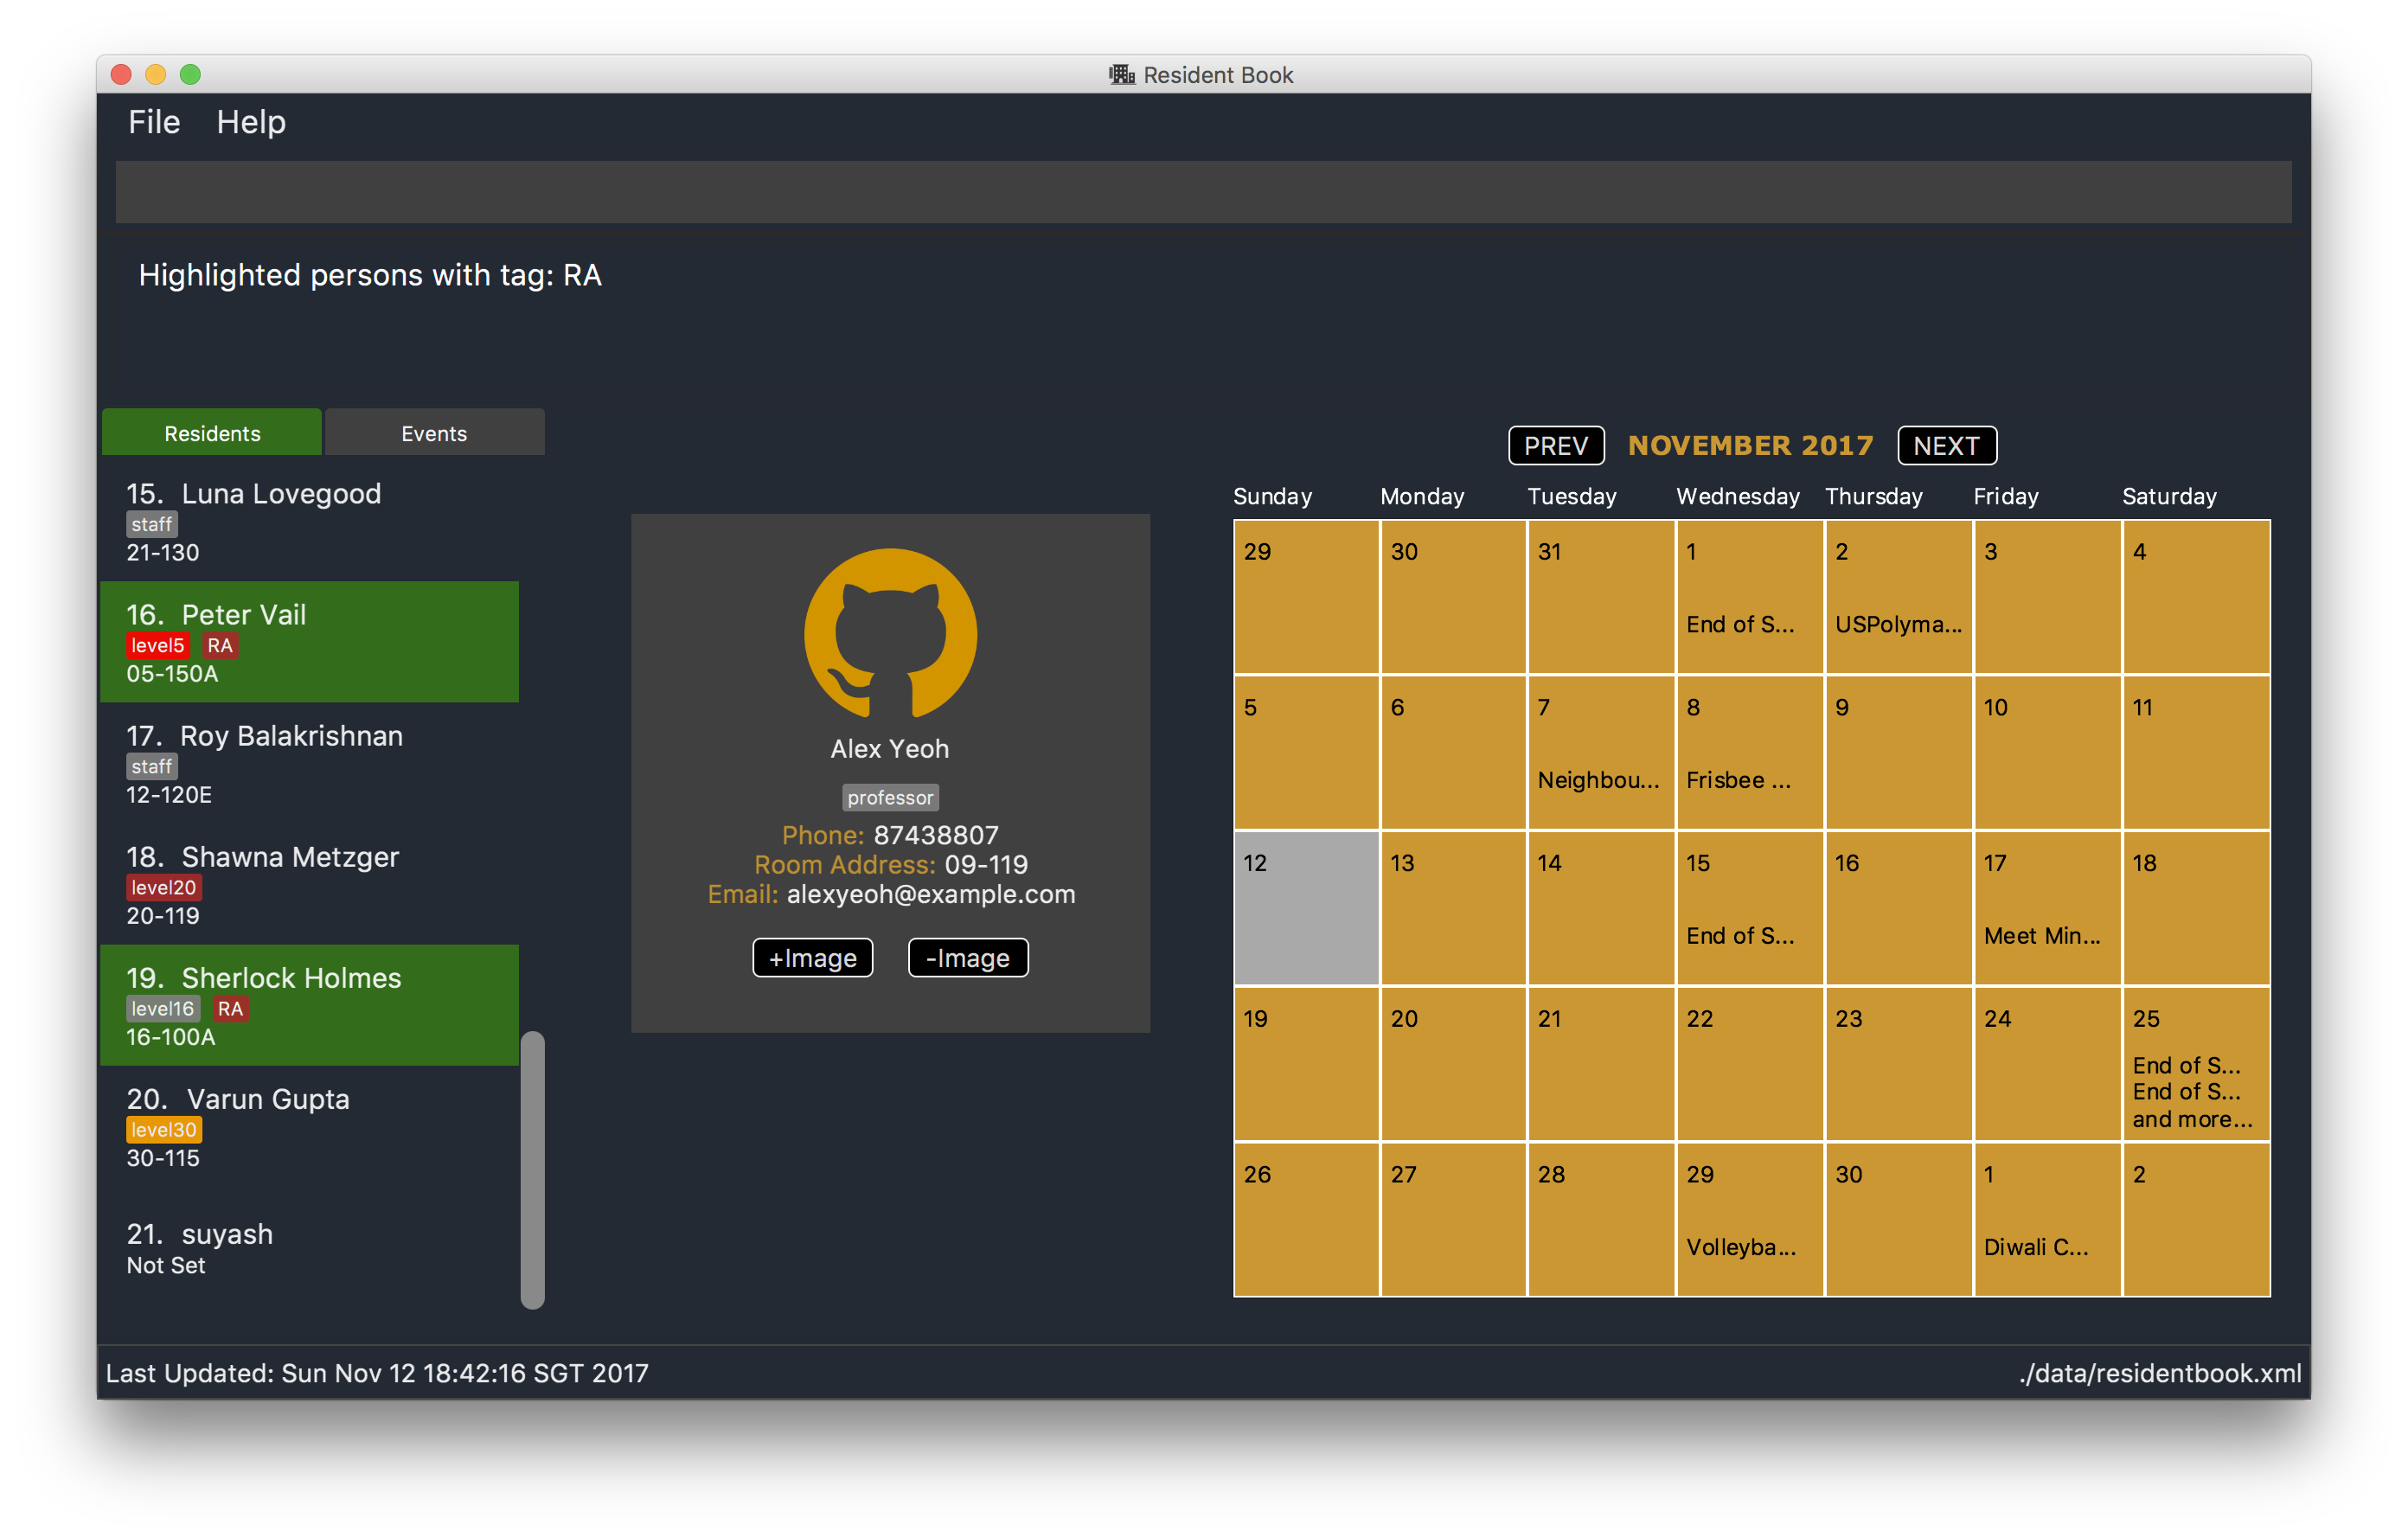 Resident Book
File Help
Highlighted persons with tag: RA
Residents Events
15. Luna Lovegood
staff
21-130
16. Peter Vail
level5 RA
05-150A
17. Roy Balakrishnan
staff
12-120E
18. Shawna Metzger
level20
20-119
19. Sherlock Holmes
level16 RA
16-100A
20. Varun Gupta
level30
30-115
21. suyash
Not Set
Alex Yeoh
professor
Phone: 87438807
Room Address: 09-119
Email: alexyeoh@example.com
+Image -Image
PREV NOVEMBER 2017 NEXT
Sunday Monday Tuesday Wednesday Thursday Friday Saturday
29 30 31 1 2 3 4
End of S... USPolyma...
5 6 7 8 9 10 11
Neighbou... Frisbee ...
12 13 14 15 16 17 18
End of S... Meet Min...
19 20 21 22 23 24 25
End of S...
End of S...
and more...
26 27 28 29 30 1 2
Volleyba... Diwali C...
Last Updated: Sun Nov 12 18:42:16 SGT 2017 ./data/residentbook.xml